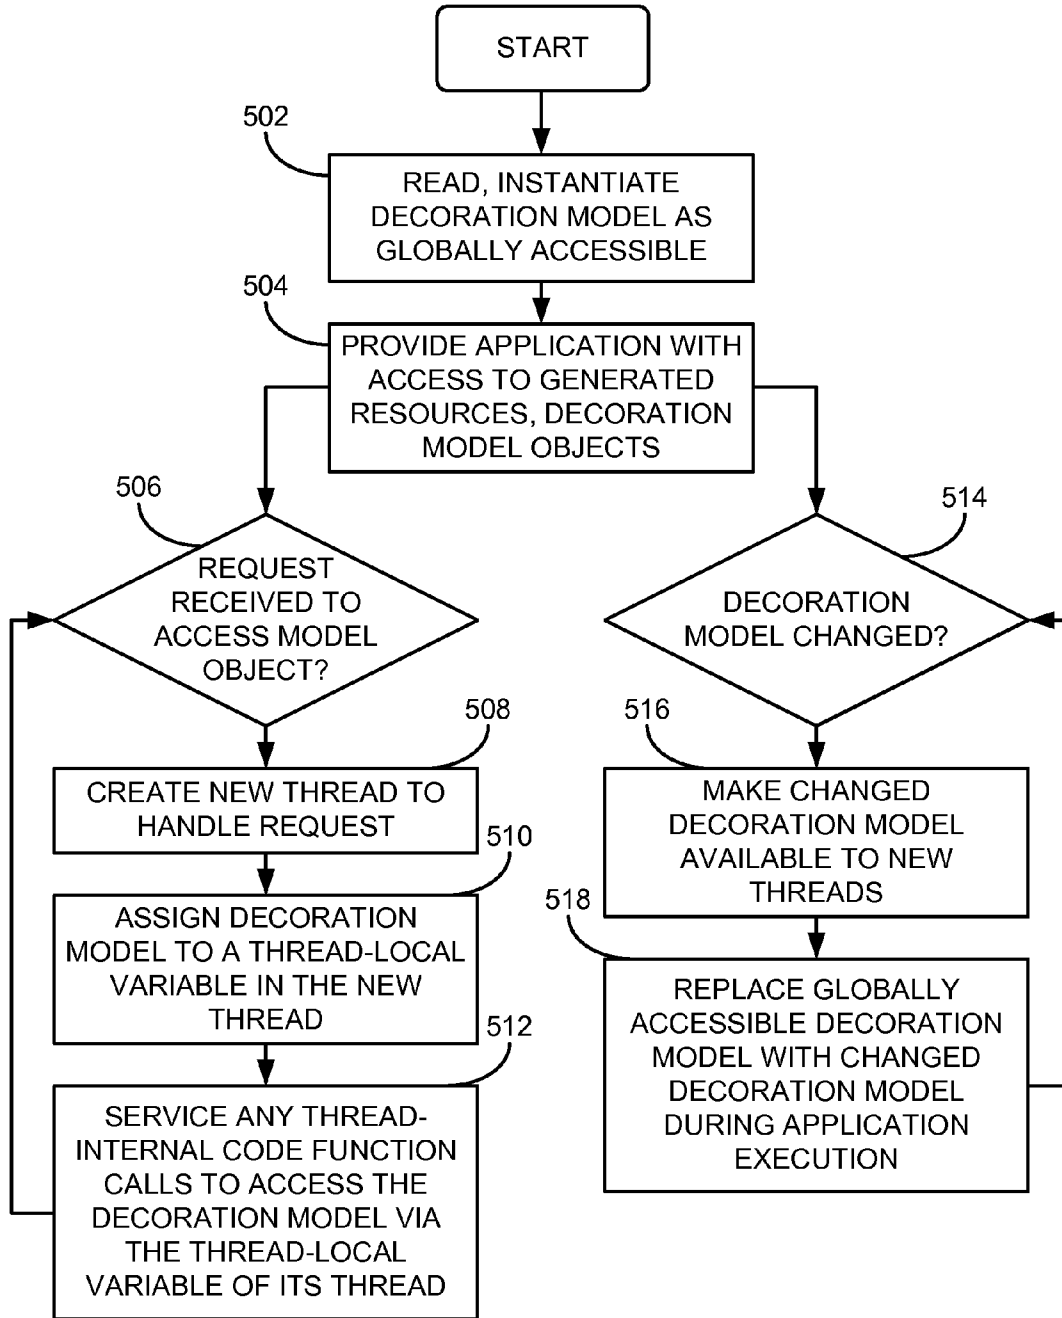 START
502
READ, INSTANTIATE
DECORATION MODEL AS
GLOBALLY ACCESSIBLE
504
PROVIDE APPLICATION WITH
ACCESS TO GENERATED
RESOURCES, DECORATION
MODEL OBJECTS
506
REQUEST
RECEIVED TO
ACCESS MODEL
OBJECT?
508
CREATE NEW THREAD TO
HANDLE REQUEST
510
ASSIGN DECORATION
MODEL TO A THREAD-LOCAL
VARIABLE IN THE NEW
THREAD
512
SERVICE ANY THREAD-
INTERNAL CODE FUNCTION
CALLS TO ACCESS THE
DECORATION MODEL VIA
THE THREAD-LOCAL
VARIABLE OF ITS THREAD
514
DECORATION
MODEL CHANGED?
516
MAKE CHANGED
DECORATION MODEL
AVAILABLE TO NEW
THREADS
518
REPLACE GLOBALLY
ACCESSIBLE DECORATION
MODEL WITH CHANGED
DECORATION MODEL
DURING APPLICATION
EXECUTION